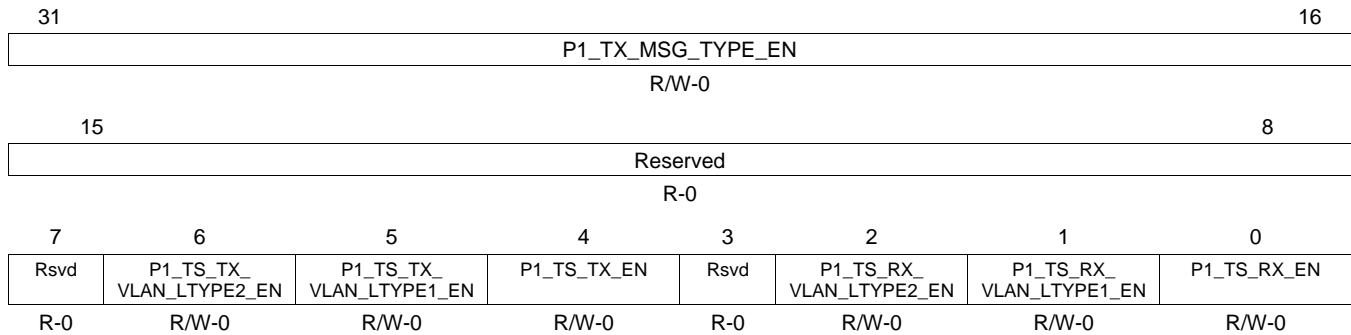 31 16
P1_TX_MSG_TYPE_EN
R/W-0
15 8
Reserved
R-0
7 6 5 4 3 2 1 0
Rsvd P1_TS_TX_ P1_TS_TX_ P1_TS_TX_EN Rsvd P1_TS_RX_ P1_TS_RX_ P1_TS_RX_EN
VLAN_LTYPE2_EN VLAN_LTYPE1_EN VLAN_LTYPE2_EN VLAN_LTYPE1_EN
R-0 R/W-0 R/W-0 R/W-0 R-0 R/W-0 R/W-0 R/W-0